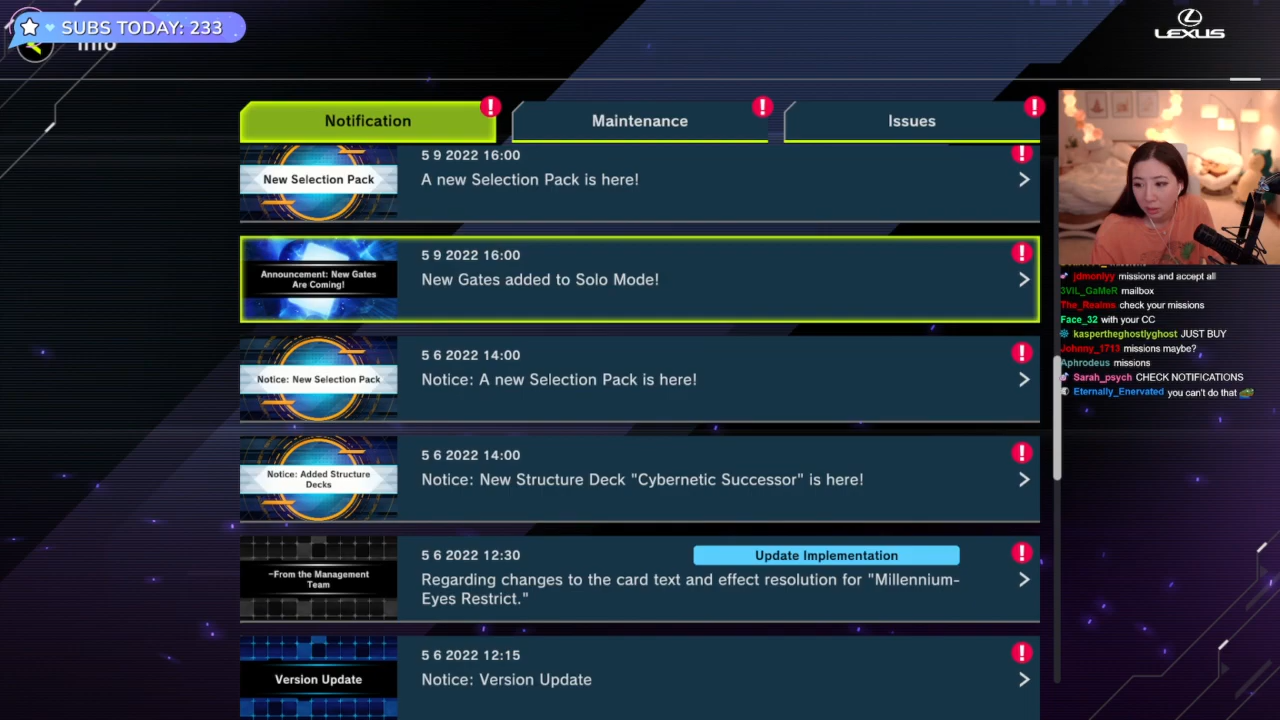 SUBS TODAY: 233
Info
LEXUS
Notification
Maintenance
Issues
New Selection Pack
5 9 2022 16:00
A new Selection Pack is here!
Announcement: New Gates
Are Coming!
5 9 2022 16:00
New Gates added to Solo Mode!
Notice: New Selection Pack
5 6 2022 14:00
Notice: A new Selection Pack is here!
Notice: Added Structure
Decks
5 6 2022 14:00
Notice: New Structure Deck "Cybernetic Successor" is here!
~From the Management
Team
5 6 2022 12:30
Update Implementation
Regarding changes to the card text and effect resolution for "Millennium-
Eyes Restrict."
Version Update
5 6 2022 12:15
Notice: Version Update
jdmonlyy missions and accept all
3VIL_GaMeR mailbox
The_Realms check your missions
Face_32 with your CC
kaspertheghostlyghost JUST BUY
Johnny_1713 missions maybe?
Aphrodeus missions
Sarah_psych CHECK NOTIFICATIONS
Eternally_Enervated you can't do that